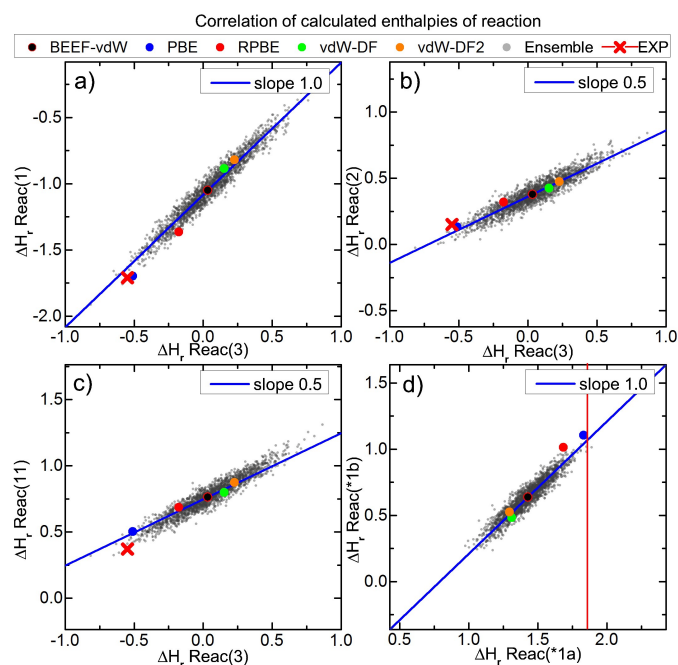 Correlation of calculated enthalpies of reaction
BEEF-vdW PBE RPBE vdW-DF vdW-DF2 Ensemble EXP
a)
slope 1.0
-0.5
-1.0
-1.5
-2.0
ΔHr Reac(1)
-1.0 -0.5 0.0 0.5 1.0
ΔHr Reac(3)
b)
slope 0.5
1.0
0.5
0.0
-0.5
ΔHr Reac(2)
-1.0 -0.5 0.0 0.5 1.0
ΔHr Reac(3)
c)
slope 0.5
1.5
1.0
0.5
0.0
ΔHr Reac(11)
-1.0 -0.5 0.0 0.5 1.0
ΔHr Reac(3)
d)
slope 1.0
1.5
1.0
0.5
0.0
ΔHr Reac(*1b)
0.5 1.0 1.5 2.0
ΔHr Reac(*1a)